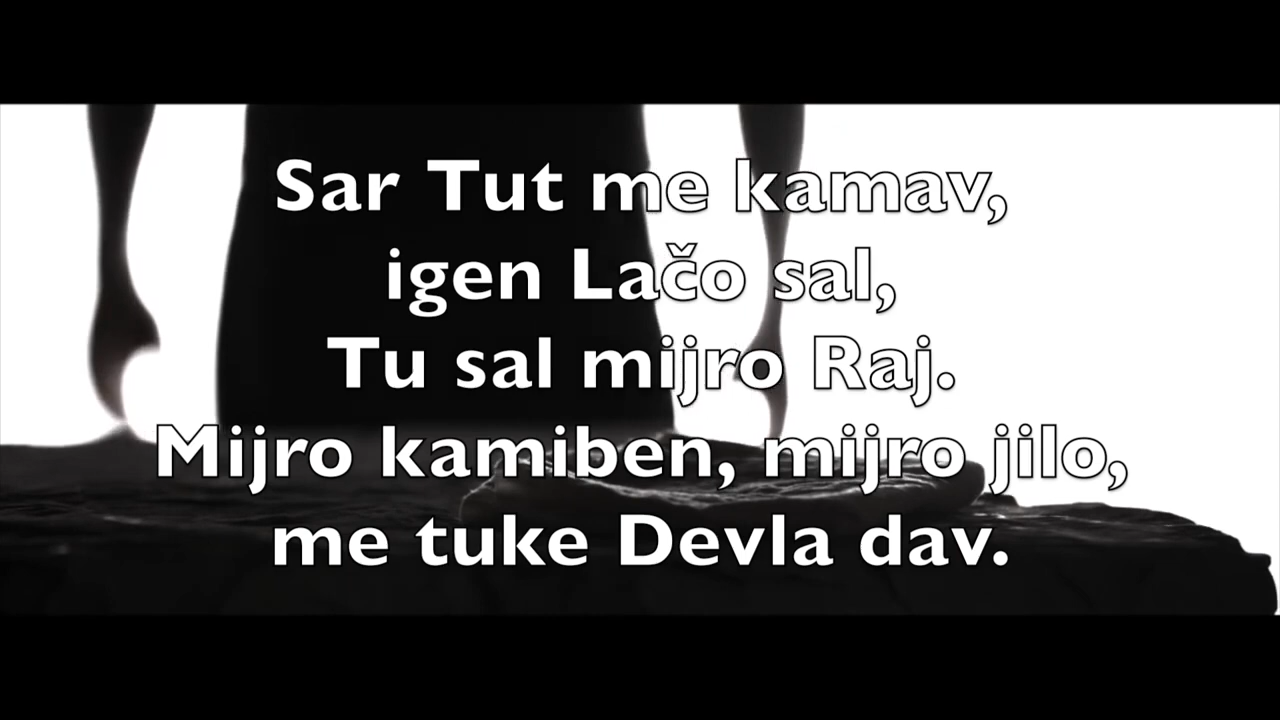 Sar Tut me kamav,
igen Lačo sal,
Tu sal mijro Raj.
Mijro kamiben, mijro jilo,
me tuke Devla dav.